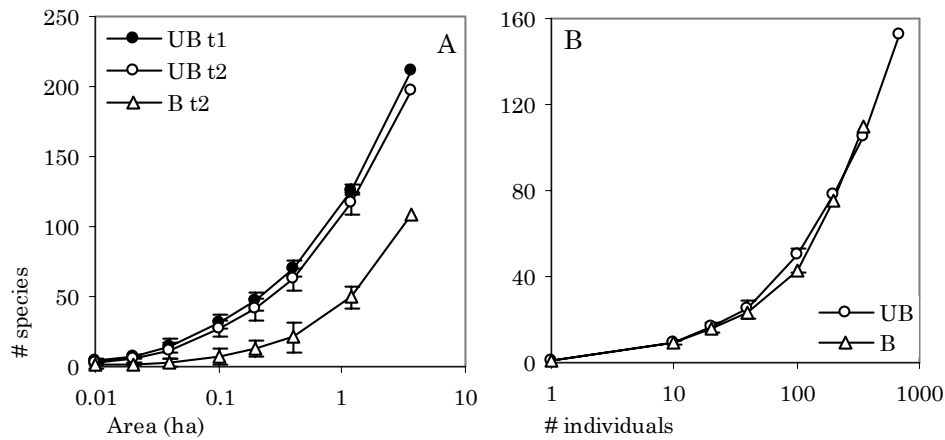 # species
250
200
150
100
50
0
UB t1
UB t2
B t2
A
0.01
0.1
1
10
Area (ha)
160
120
80
40
0
B
UB
B
1
10
100
1000
# individuals